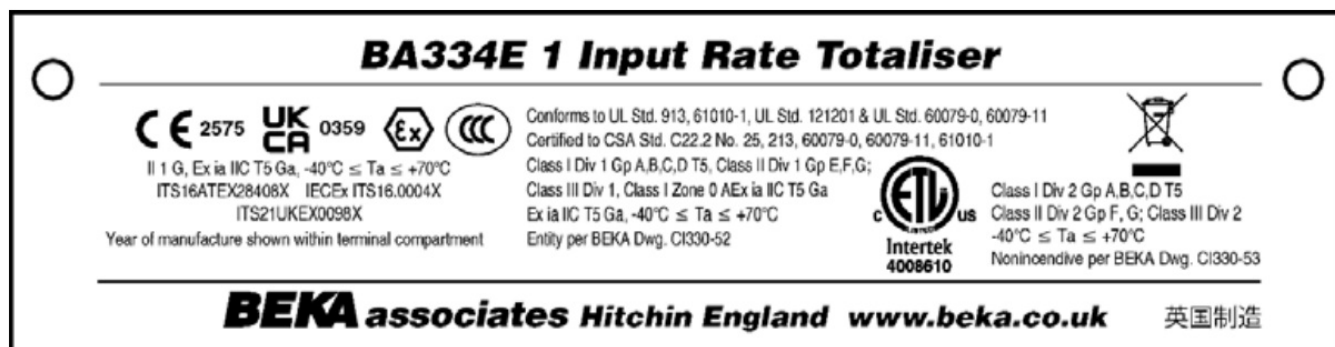 BA334E 1 Input Rate Totaliser
CE 2575 UK CA 0359 Ex CCC
II 1 G, Ex ia IIC T5 Ga, -40°C ≤ Ta ≤ +70°C
ITS16ATEX28408X IECEx ITS16.0004X
ITS21UKEX0098X
Year of manufacture shown within terminal compartment
Conforms to UL Std. 913, 61010-1, UL Std. 121201 & UL Std. 60079-0, 60079-11
Certified to CSA Std. C22.2 No. 25, 213, 60079-0, 60079-11, 61010-1
Class I Div 1 Gp A,B,C,D T5, Class II Div 1 Gp E,F,G;
Class III Div 1, Class I Zone 0 AEx ia IIC T5 Ga
Ex ia IIC T5 Ga, -40°C ≤ Ta ≤ +70°C
Entity per BEKA Dwg. CI330-52
C ETL US
LISTED
Intertek
4008610
Class I Div 2 Gp A,B,C,D T5
Class II Div 2 Gp F, G; Class III Div 2
-40°C ≤ Ta ≤ +70°C
Nonincendive per BEKA Dwg. CI330-53
BEKA associates Hitchin England www.beka.co.uk 英国制造